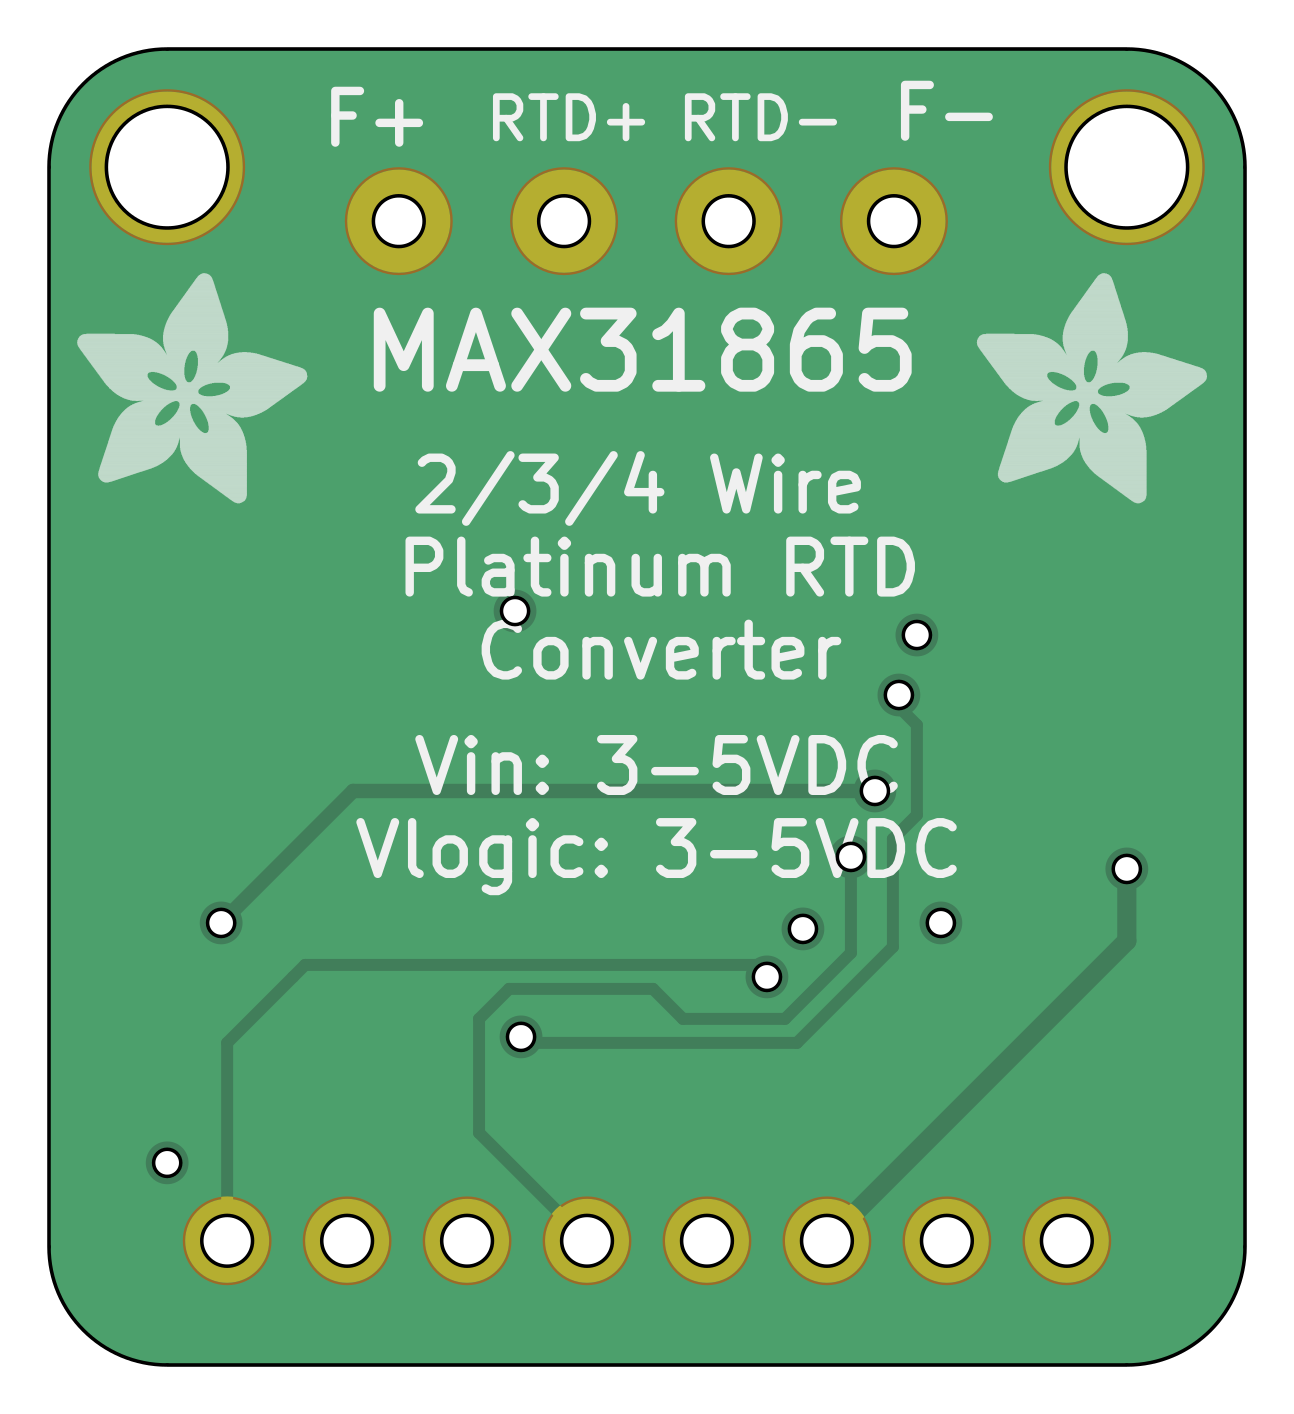 F+ RTD+ RTD- F-
MAX31865
2/3/4 Wire
Platinum RTD
Converter
Vin: 3-5VDC
Vlogic: 3-5VDC